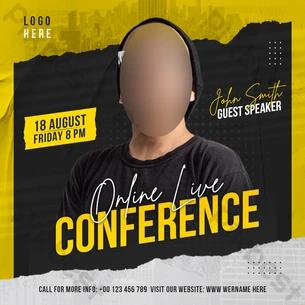 LOGO
HERE
18 AUGUST
FRIDAY 8 PM
John Smith
GUEST SPEAKER
Online Live
CONFERENCE
CALL FOR MORE INFO: +00 123 456 789 VISIT OUR WEBSITE: WWW WERNAME HERE